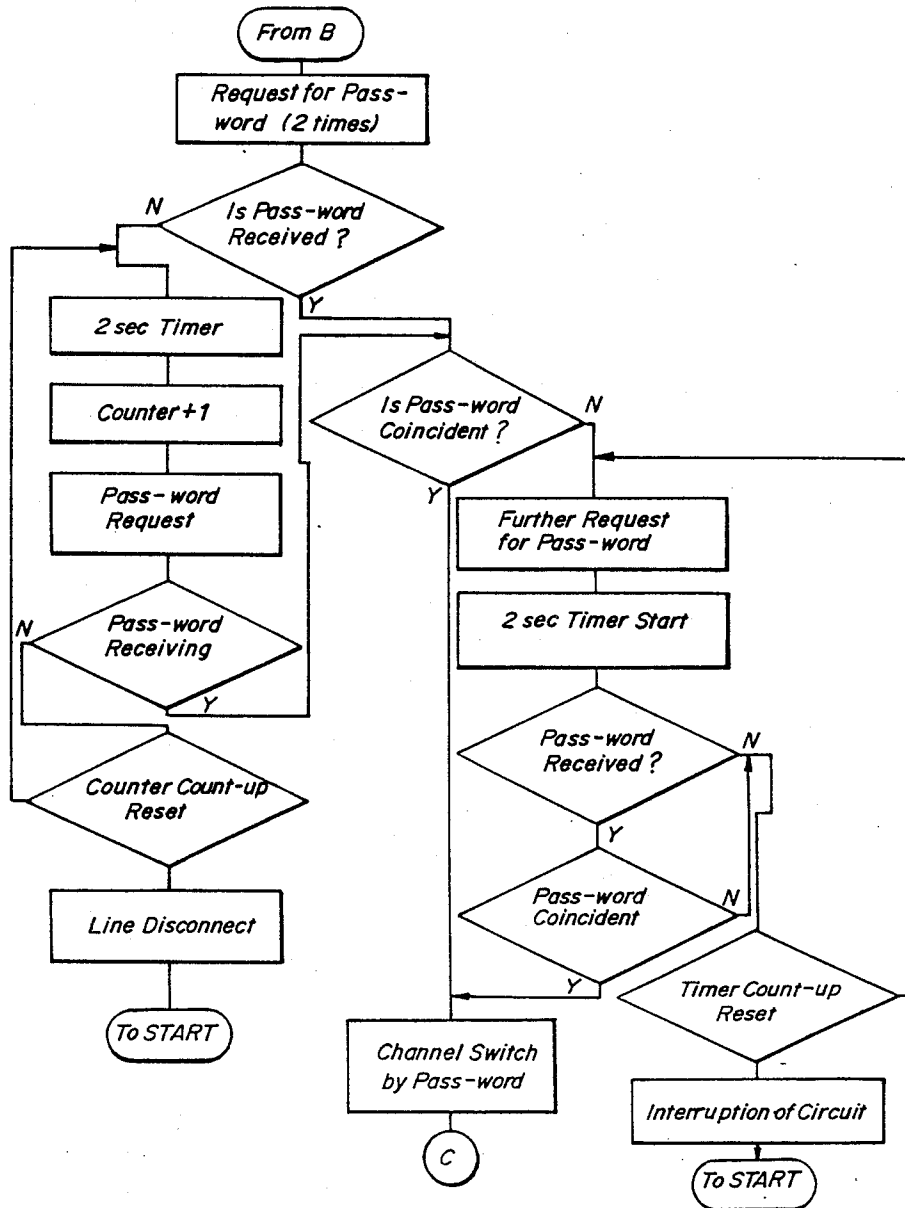 From B
Request for Pass-
word (2 times)
N
Is Pass-word
Received?
Y
2 sec Timer
Counter+1
Pass-word
Request
N
Pass-word
Receiving
Y
Counter Count-up
Reset
Line Disconnect
To START
Is Pass-word
Coincident?
N
Y
Further Request
for Pass-word
2 sec Timer Start
Pass-word
Received?
N
Y
Pass-word
Coincident
N
Y
Timer Count-up
Reset
Channel Switch
by Pass-word
C
Interruption of Circuit
To START